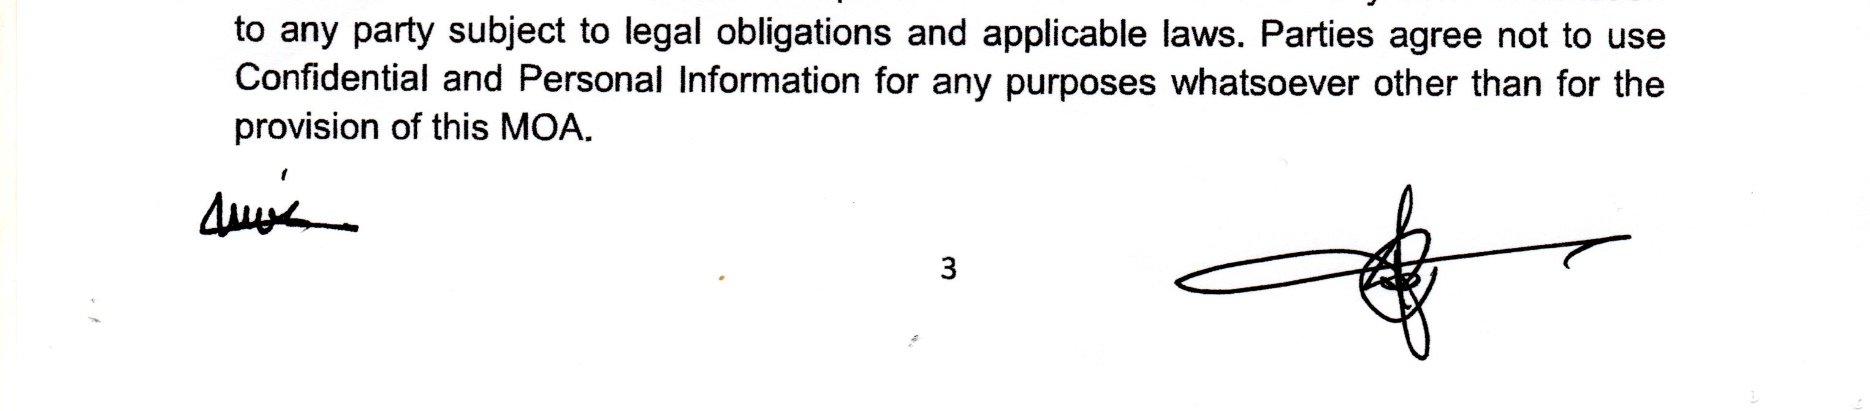 to any party subject to legal obligations and applicable laws. Parties agree not to use
Confidential and Personal Information for any purposes whatsoever other than for the
provision of this MOA.
3